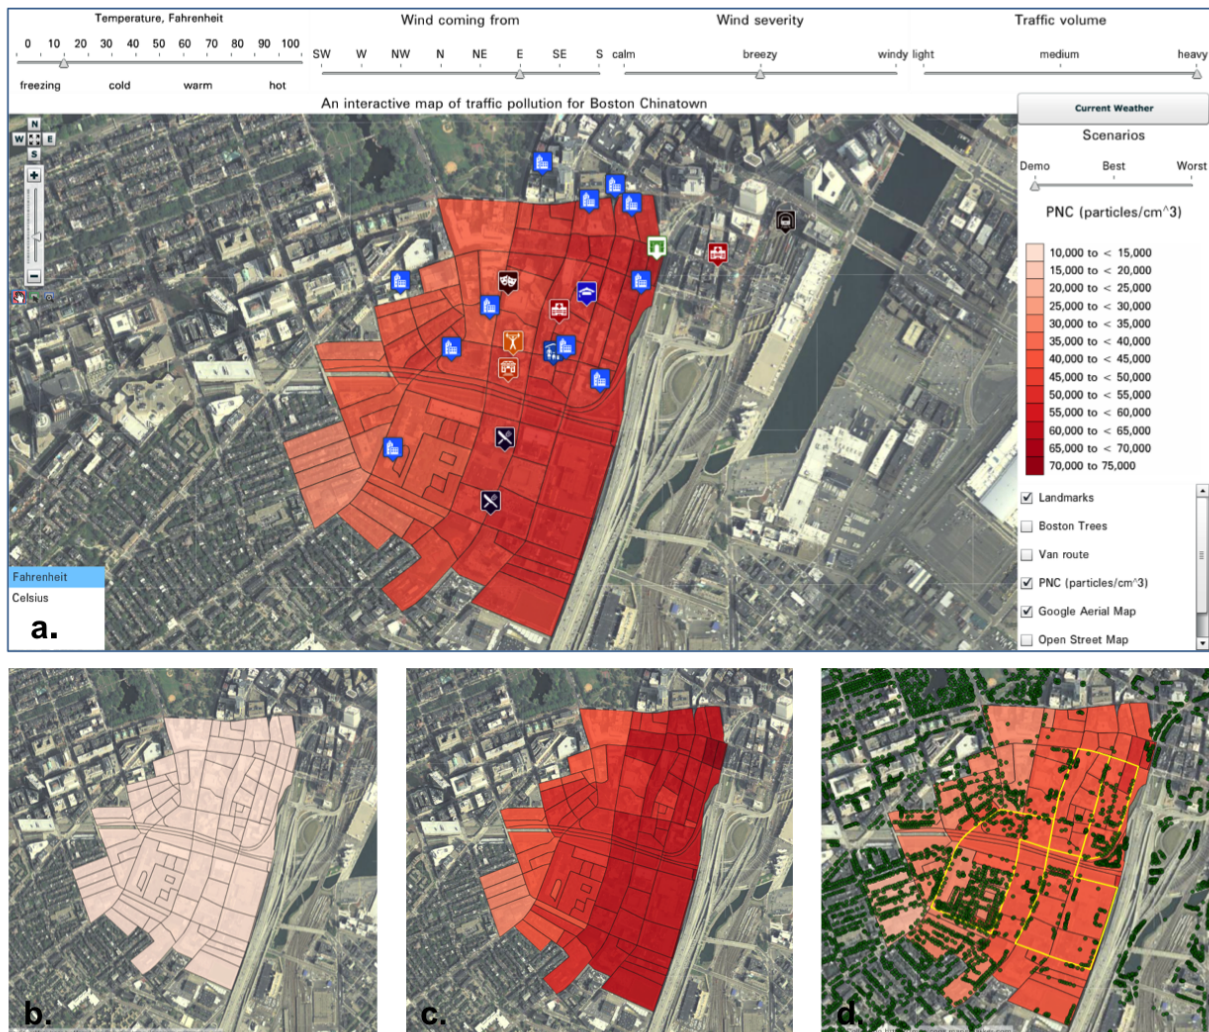 Temperature, Fahrenheit
0 10 20 30 40 50 60 70 80 90 100
freezing cold warm hot
Wind coming from
SW W NW N NE E SE S
Wind severity
calm breezy windy
Traffic volume
light medium heavy
An interactive map of traffic pollution for Boston Chinatown
N
W E
S
Current Weather
Scenarios
Demo Best Worst
PNC (particles/cm^3)
10,000 to < 15,000
15,000 to < 20,000
20,000 to < 25,000
25,000 to < 30,000
30,000 to < 35,000
35,000 to < 40,000
40,000 to < 45,000
45,000 to < 50,000
50,000 to < 55,000
55,000 to < 60,000
60,000 to < 65,000
65,000 to < 70,000
70,000 to 75,000
Landmarks
Boston Trees
Van route
PNC (particles/cm^3)
Google Aerial Map
Open Street Map
Fahrenheit
Celsius
a.
b.
c.
d.